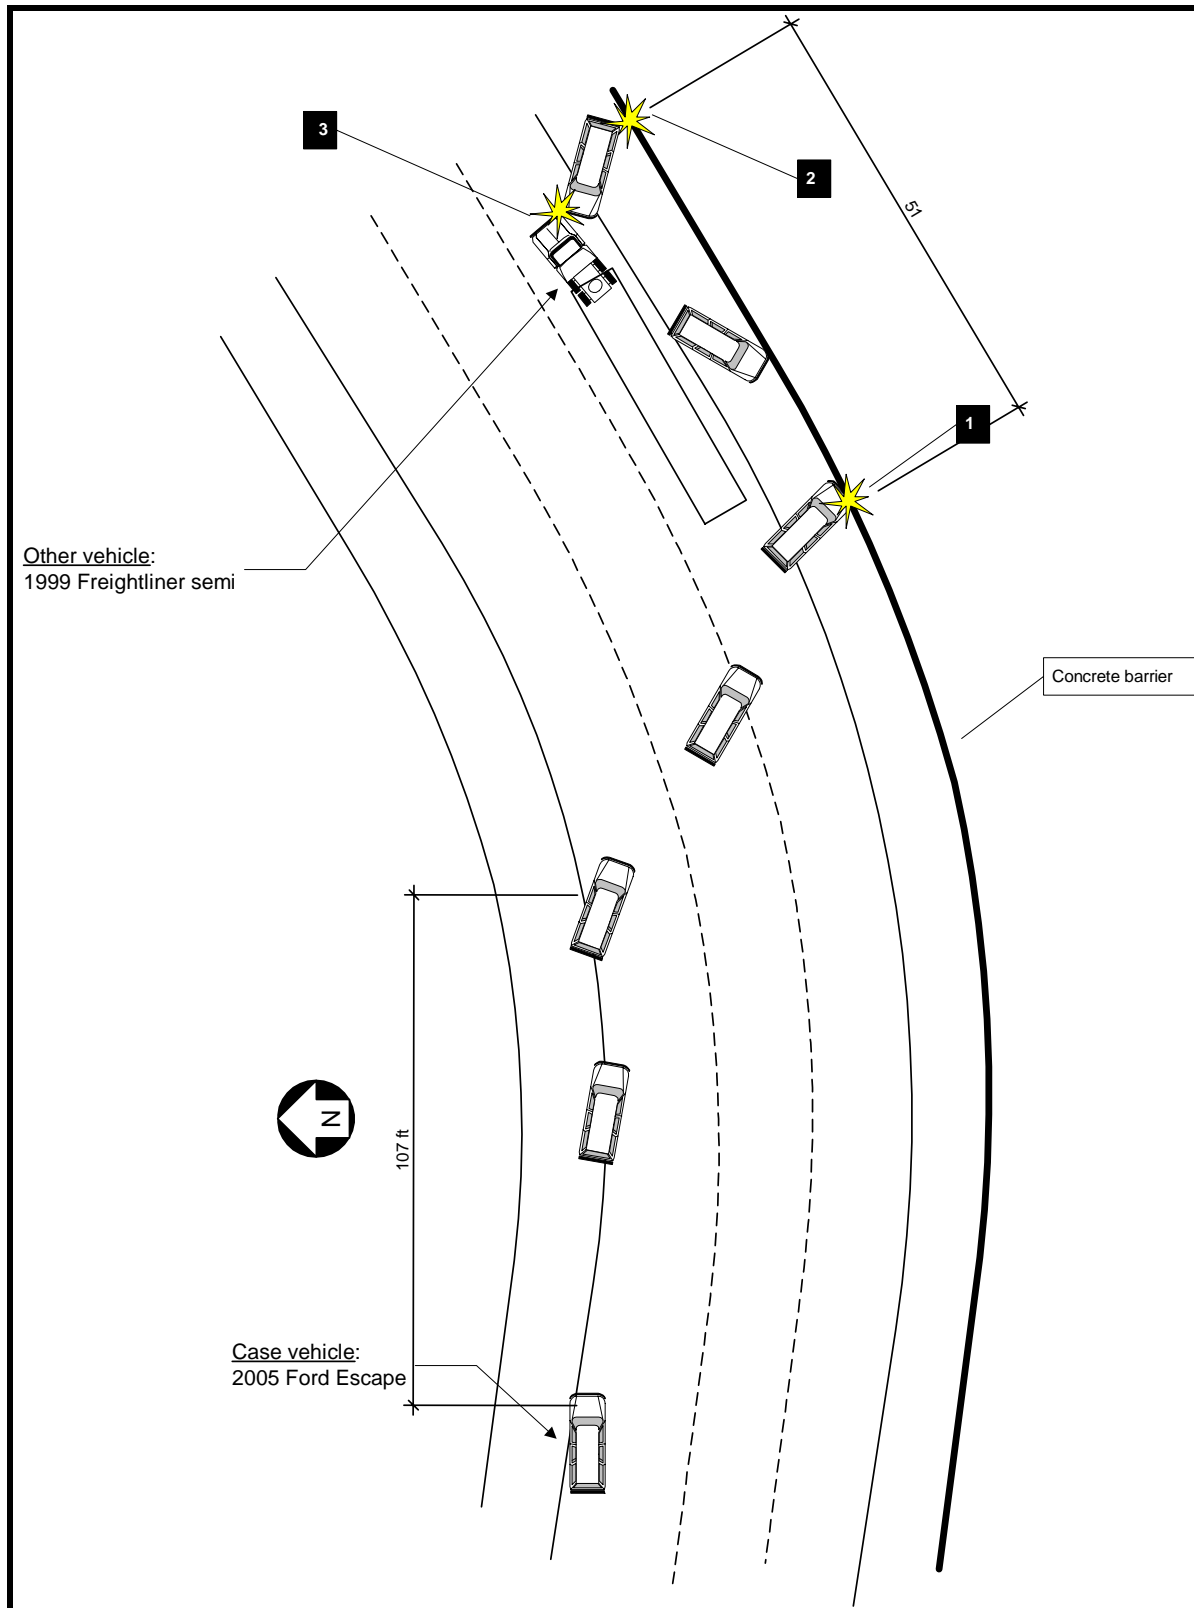 3
2
51
1
Other vehicle:
1999 Freightliner semi
Concrete barrier
N
107 ft
Case vehicle:
2005 Ford Escape